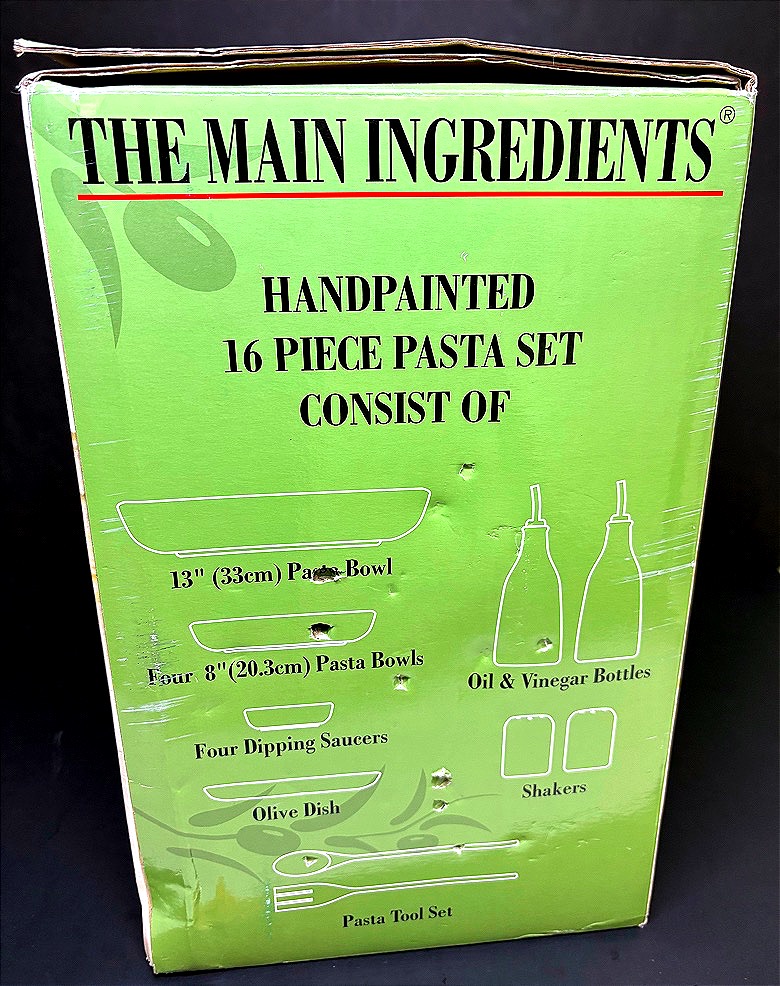 THE MAIN INGREDIENTS®
HANDPAINTED
16 PIECE PASTA SET
CONSIST OF
13" (33cm) Pasta Bowl
Four 8"(20.3cm) Pasta Bowls
Oil & Vinegar Bottles
Four Dipping Saucers
Shakers
Olive Dish
Pasta Tool Set